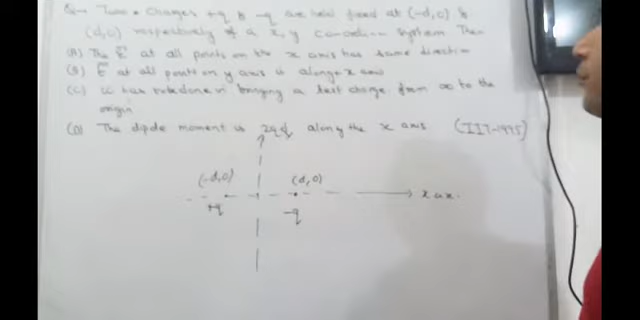 Q→ Two Charges +q & -q are held fixed at (-d,0) &
(d,0) respectively of a x,y coordinate system Then
(A) The E⃗ at all points on the x axis has same direction
(B) E⃗ at all points on y axis is along x axis
(C) W has to be done in bringing a test charge from ∞ to the
origin
(D) The dipole moment is 2qd along the x axis (IIT-1995)
(-d,0) (d,0)
x axis
+q -q